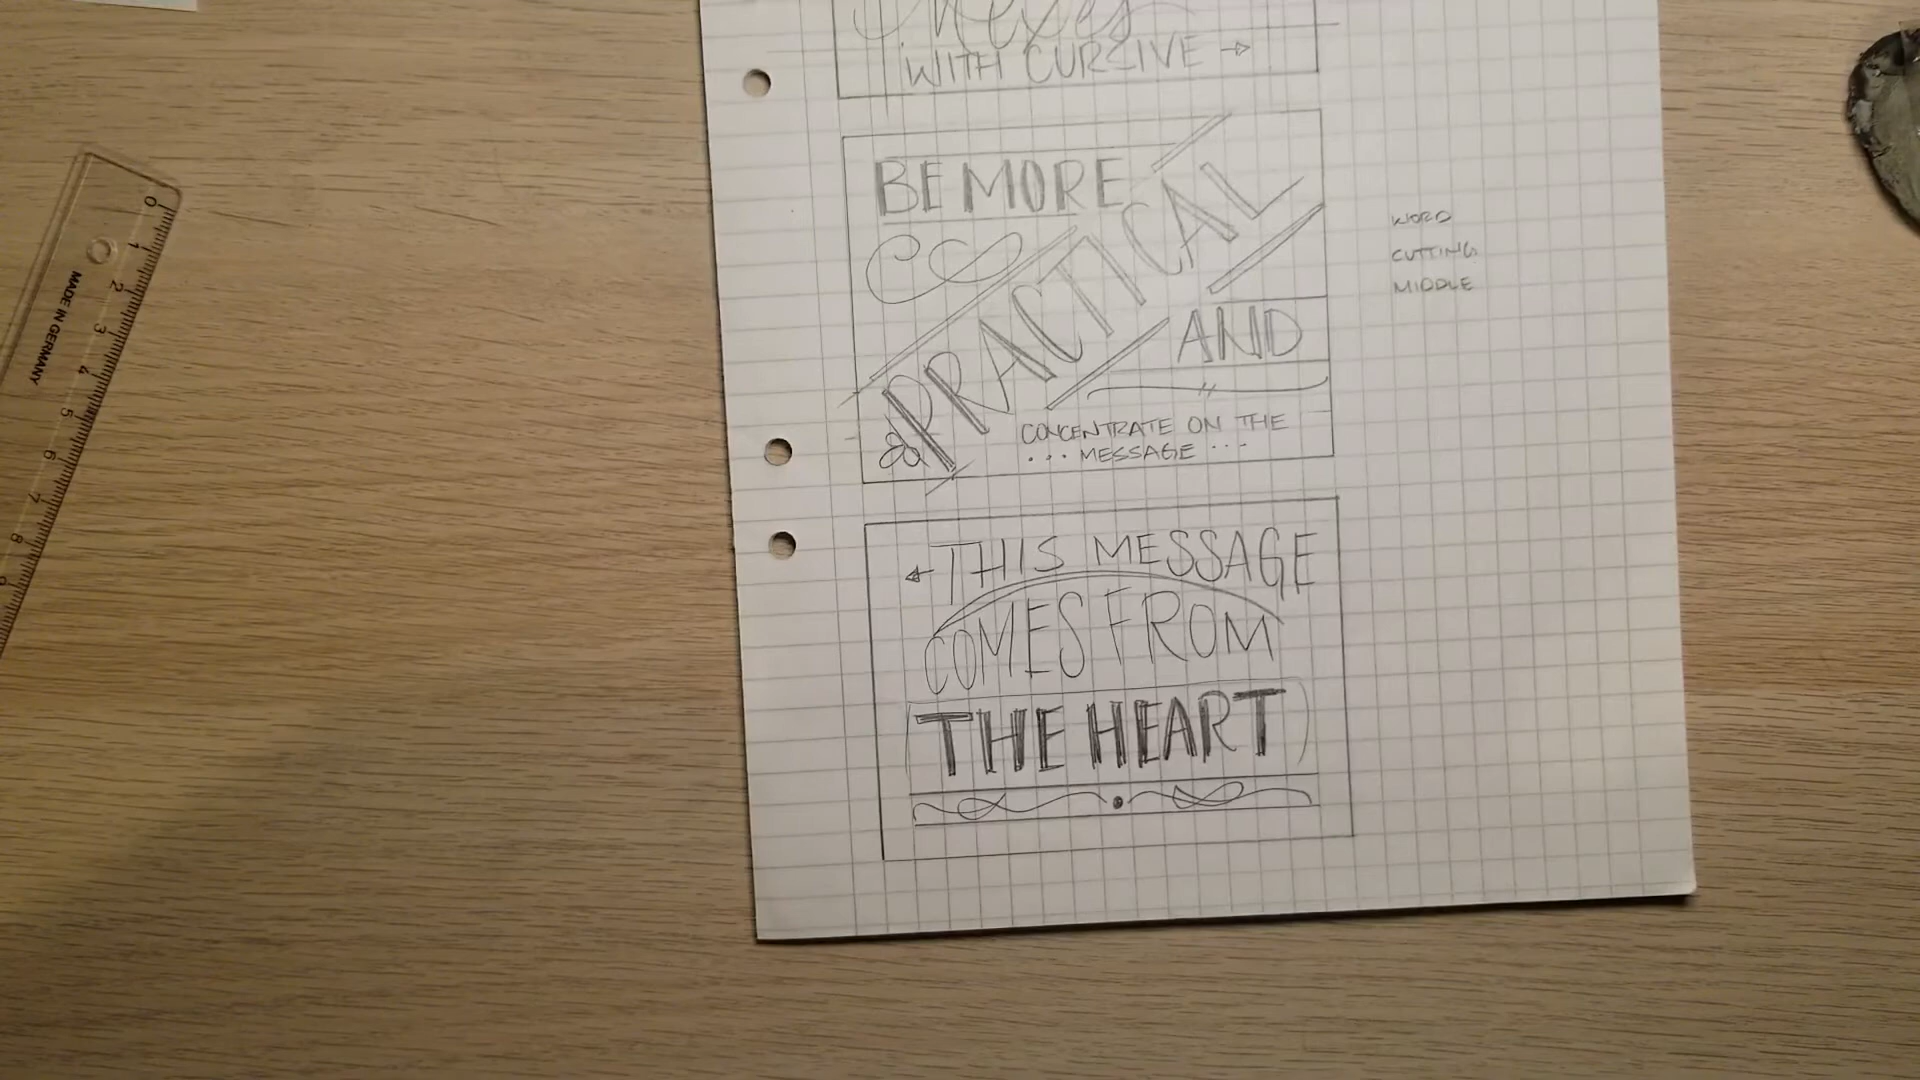 WITH CURSIVE →
BE MORE
PRACTICAL
AND
CONCENTRATE ON THE
... MESSAGE ...
WORD
CUTTING
MIDDLE
THIS MESSAGE
COMES FROM
THE HEART
0
1
2
3
4
5
6
7
8
MADE IN GERMANY